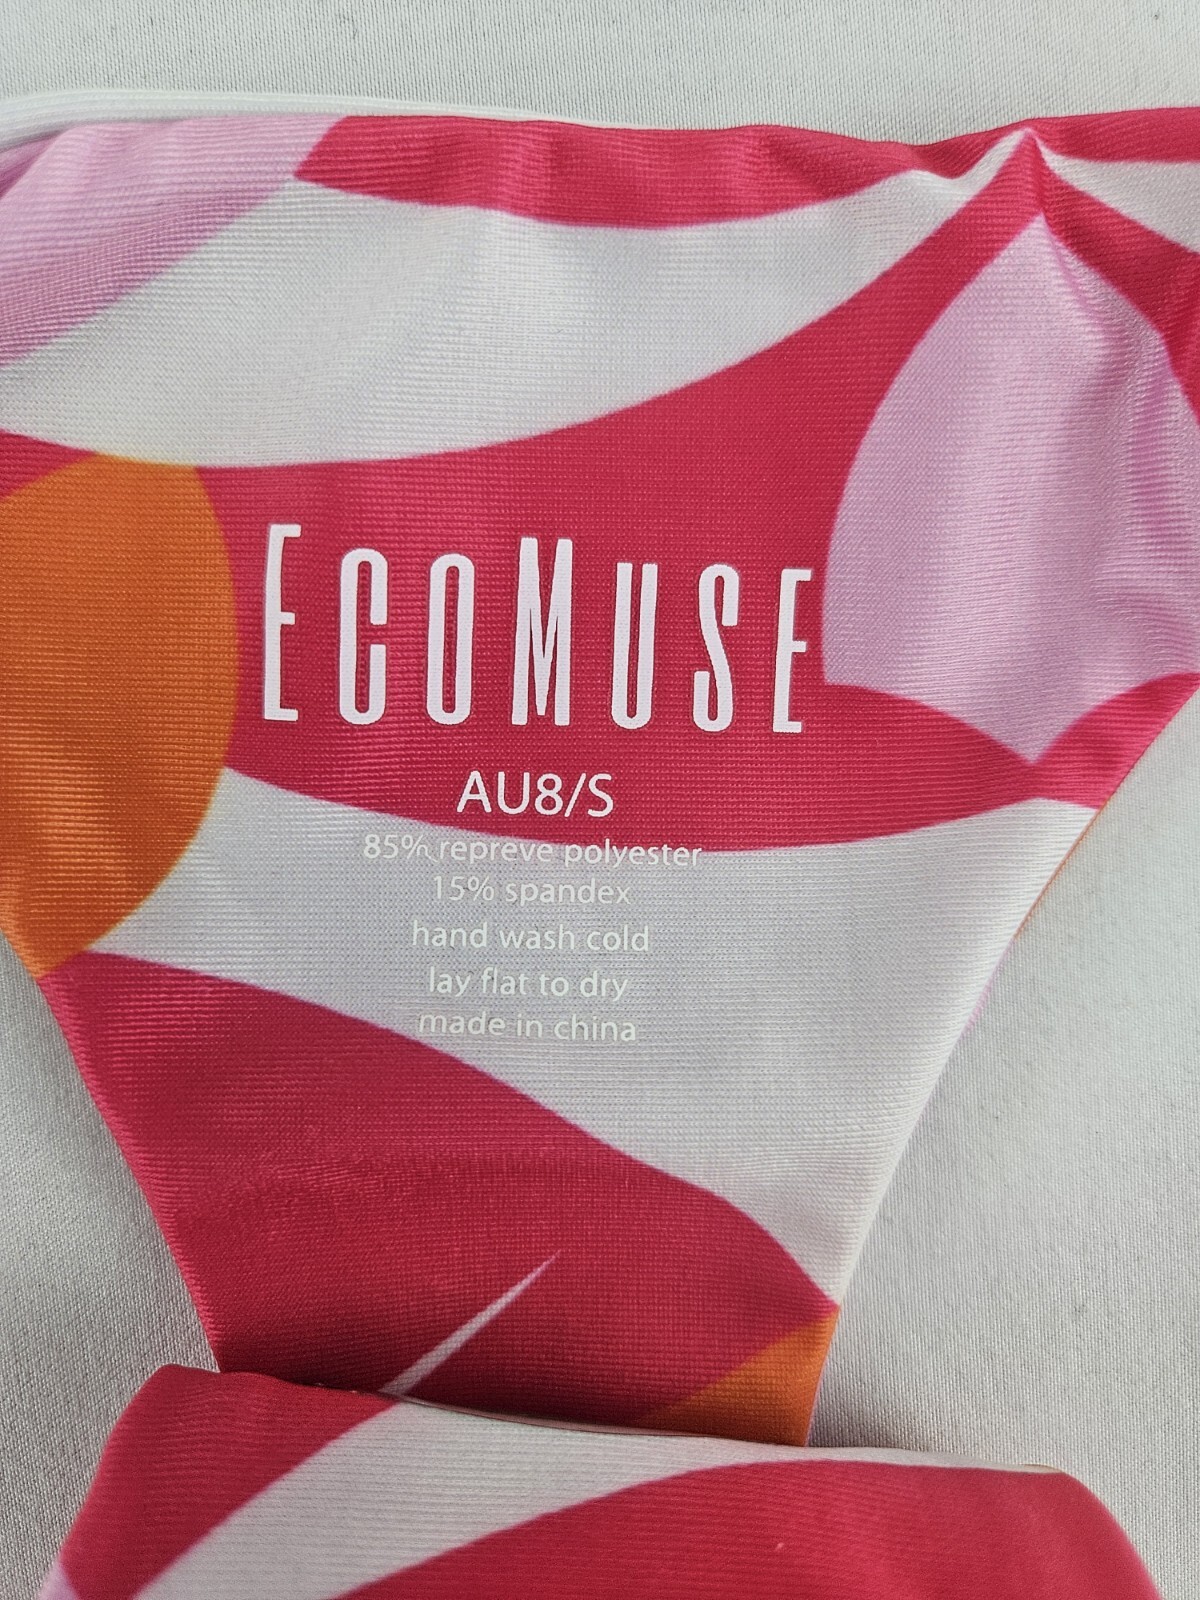 ECOMUSE
AU8/S
85% repreve polyester
15% spandex
hand wash cold
lay flat to dry
made in china